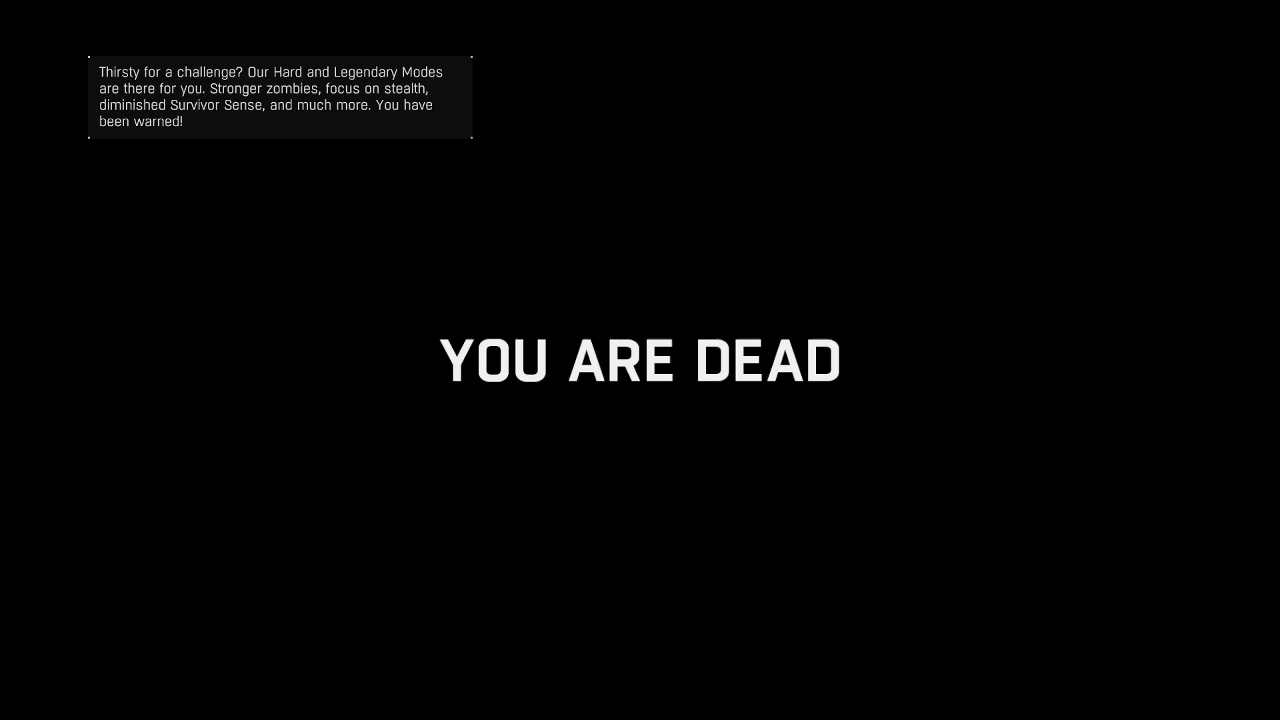 Thirsty for a challenge? Our Hard and Legendary Modes
are there for you. Stronger zombies, focus on stealth,
diminished Survivor Sense, and much more. You have
been warned!
YOU ARE DEAD